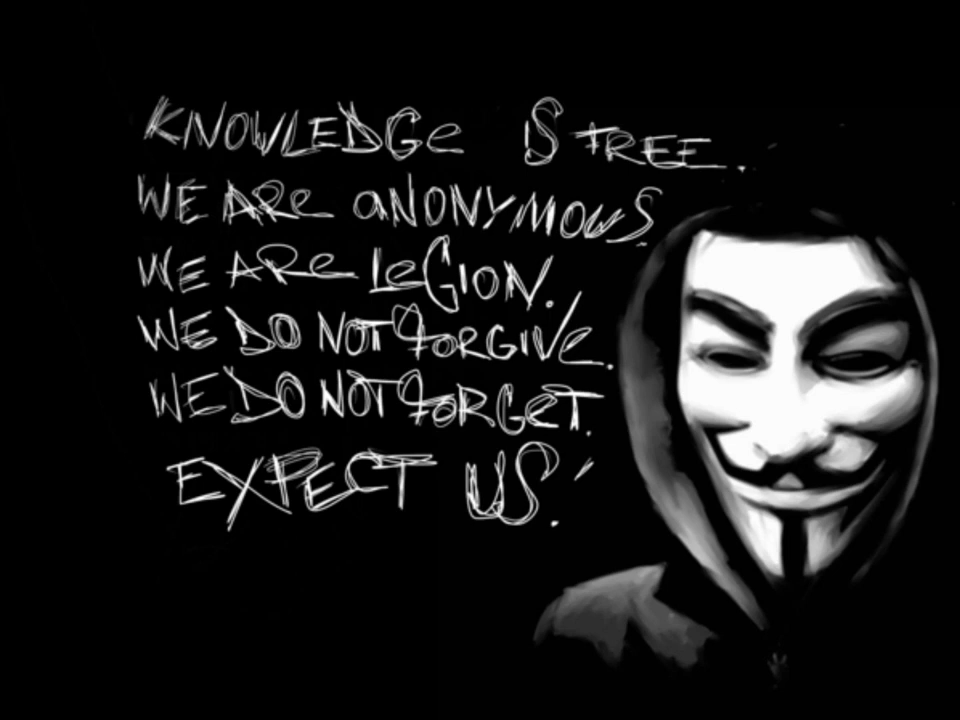 KNOWLEDGe IS FREE.
WE ARe aNONYMOUS.
WE ARe LeGION.
WE DO NOT FORGIVE.
WE DO NOT FORGeT.
EXPECT US.